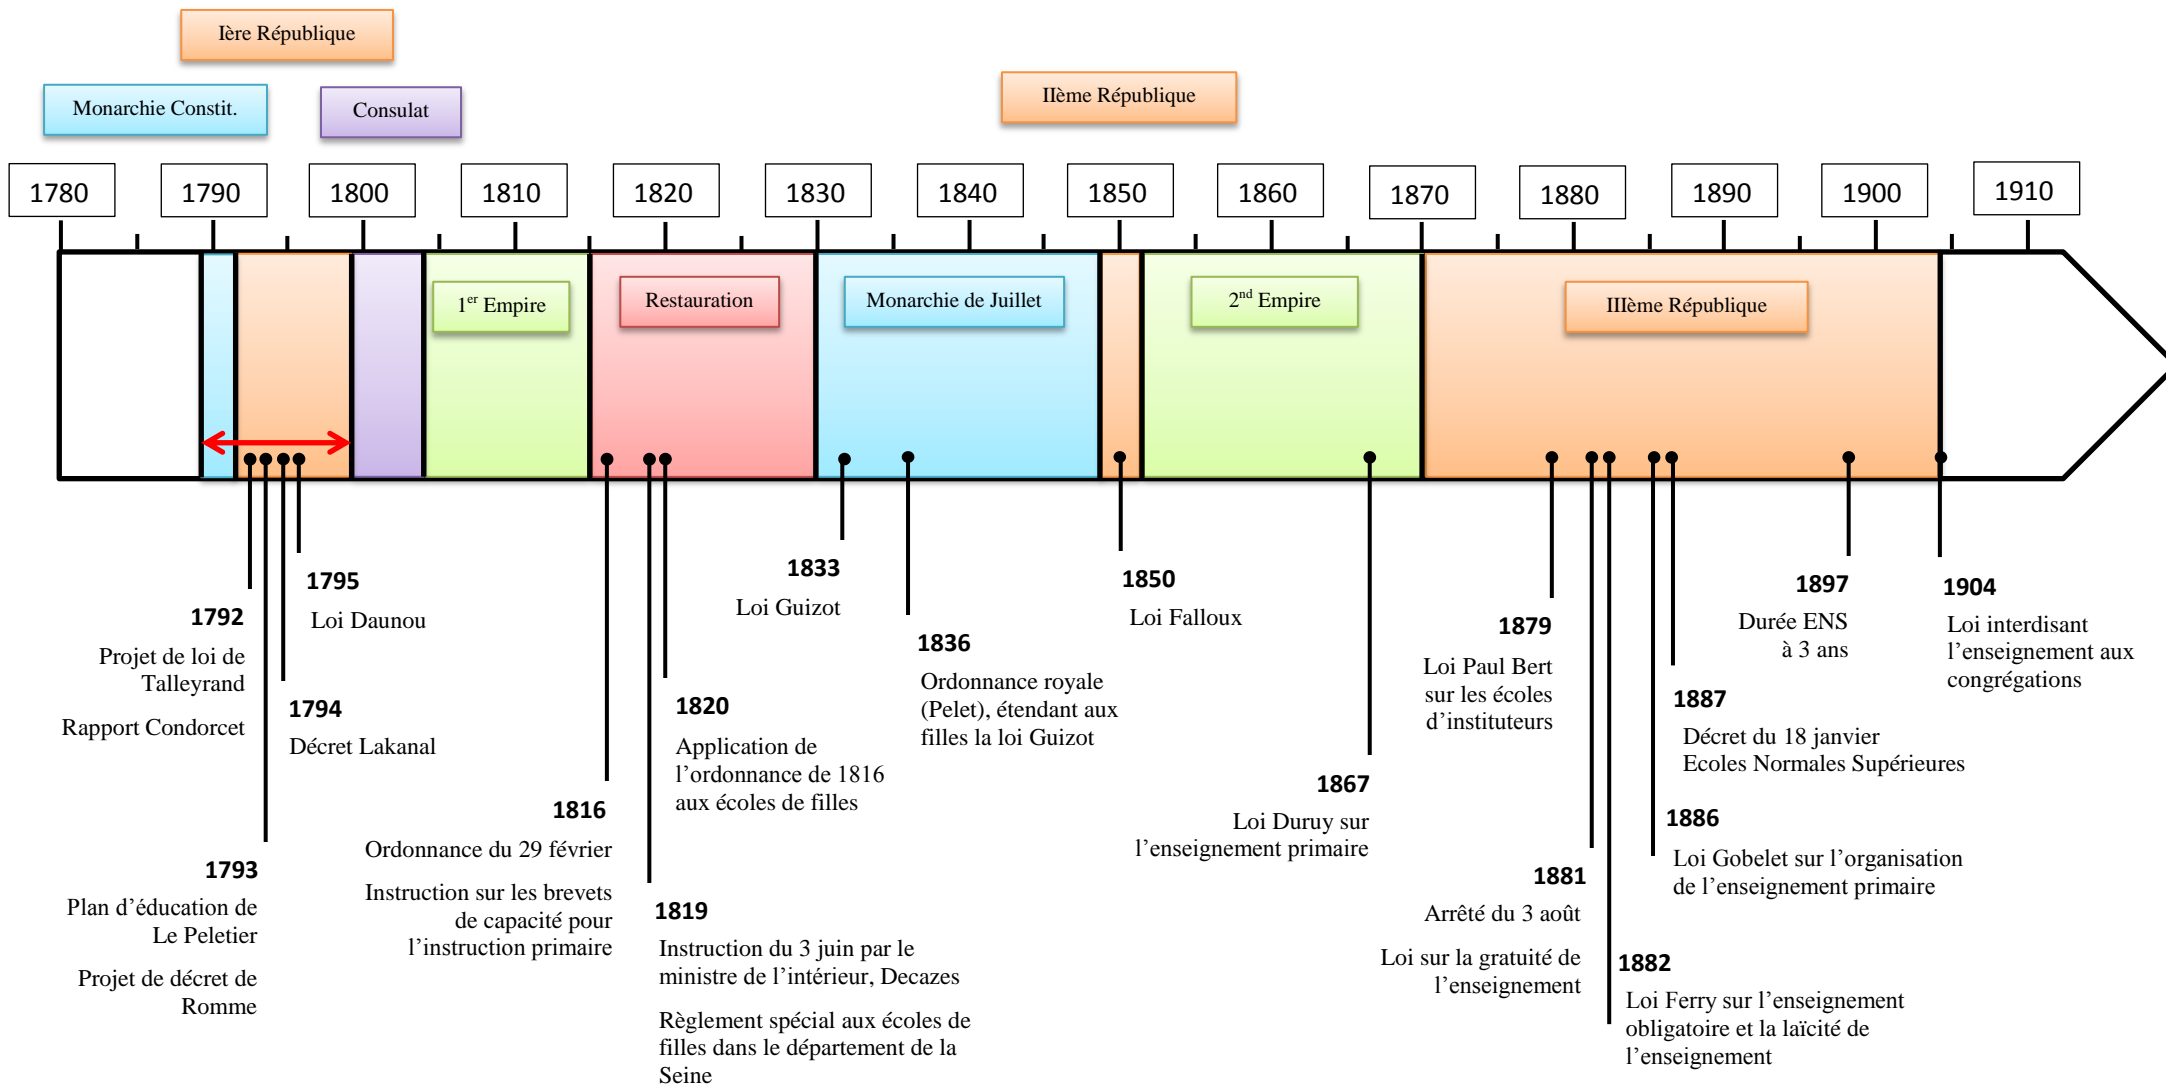 Ière République
Monarchie Constit.
Consulat
IIème République
1780
1790
1800
1810
1820
1830
1840
1850
1860
1870
1880
1890
1900
1910
1er Empire
Restauration
Monarchie de Juillet
2nd Empire
IIIème République
1792
Projet de loi de
Talleyrand
Rapport Condorcet
1793
Plan d’éducation de
Le Peletier
Projet de décret de
Romme
1794
Décret Lakanal
1795
Loi Daunou
1816
Ordonnance du 29 février
Instruction sur les brevets
de capacité pour
l’instruction primaire
1819
Instruction du 3 juin par le
ministre de l’intérieur, Decazes
Règlement spécial aux écoles de
filles dans le département de la
Seine
1820
Application de
l’ordonnance de 1816
aux écoles de filles
1833
Loi Guizot
1836
Ordonnance royale
(Pelet), étendant aux
filles la loi Guizot
1850
Loi Falloux
1867
Loi Duruy sur
l’enseignement primaire
1879
Loi Paul Bert
sur les écoles
d’instituteurs
1881
Arrêté du 3 août
Loi sur la gratuité de
l’enseignement
1882
Loi Ferry sur l’enseignement
obligatoire et la laïcité de
l’enseignement
1886
Loi Gobelet sur l’organisation
de l’enseignement primaire
1887
Décret du 18 janvier
Ecoles Normales Supérieures
1897
Durée ENS
à 3 ans
1904
Loi interdisant
l’enseignement aux
congrégations